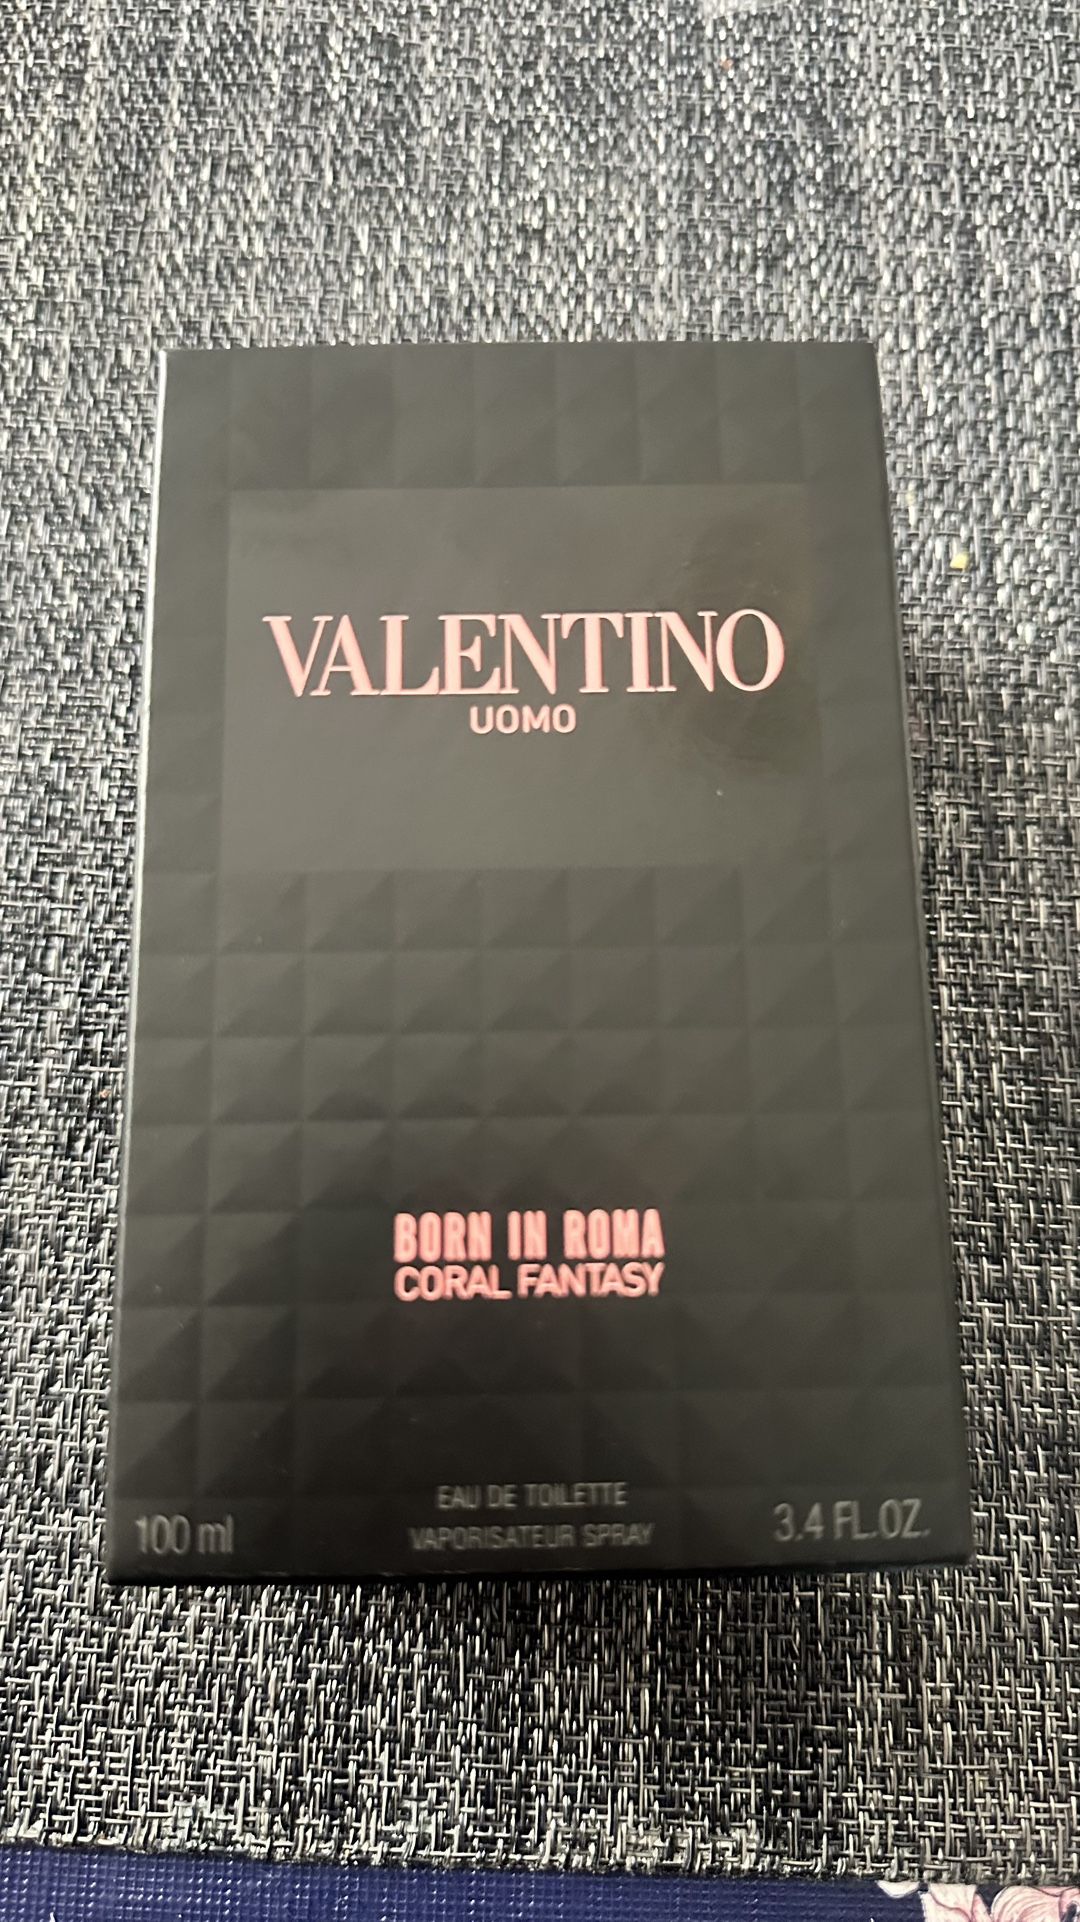 VALENTINO
UOMO
BORN IN ROMA
CORAL FANTASY
EAU DE TOILETTE
100 ml VAPORISATEUR SPRAY 3.4 FL.OZ.